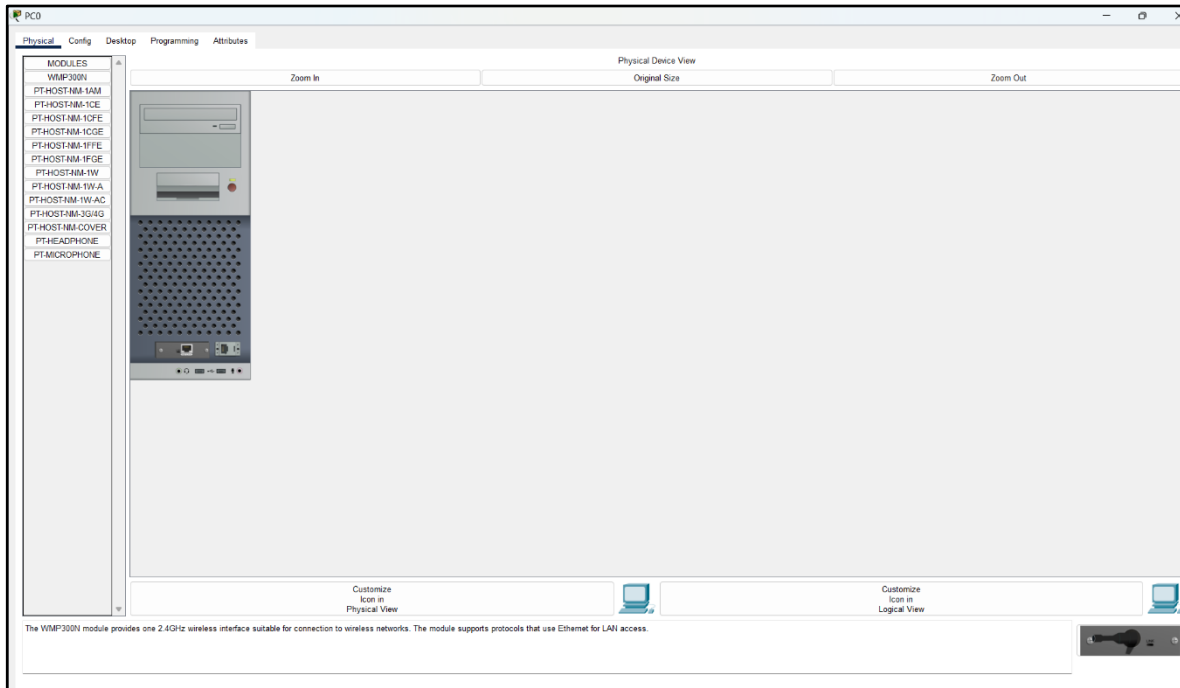 PC0
Physical Config Desktop Programming Attributes
MODULES
WMP300N
PT-HOST-NM-1AM
PT-HOST-NM-1CE
PT-HOST-NM-1CFE
PT-HOST-NM-1CGE
PT-HOST-NM-1FFE
PT-HOST-NM-1FGE
PT-HOST-NM-1W
PT-HOST-NM-1W-A
PT-HOST-NM-1W-AC
PT-HOST-NM-3G/4G
PT-HOST-NM-COVER
PT-HEADPHONE
PT-MICROPHONE
Physical Device View
Zoom In Original Size Zoom Out
Customize
Icon in
Physical View
Customize
Icon in
Logical View
The WMP300N module provides one 2.4GHz wireless interface suitable for connection to wireless networks. The module supports protocols that use Ethernet for LAN access.